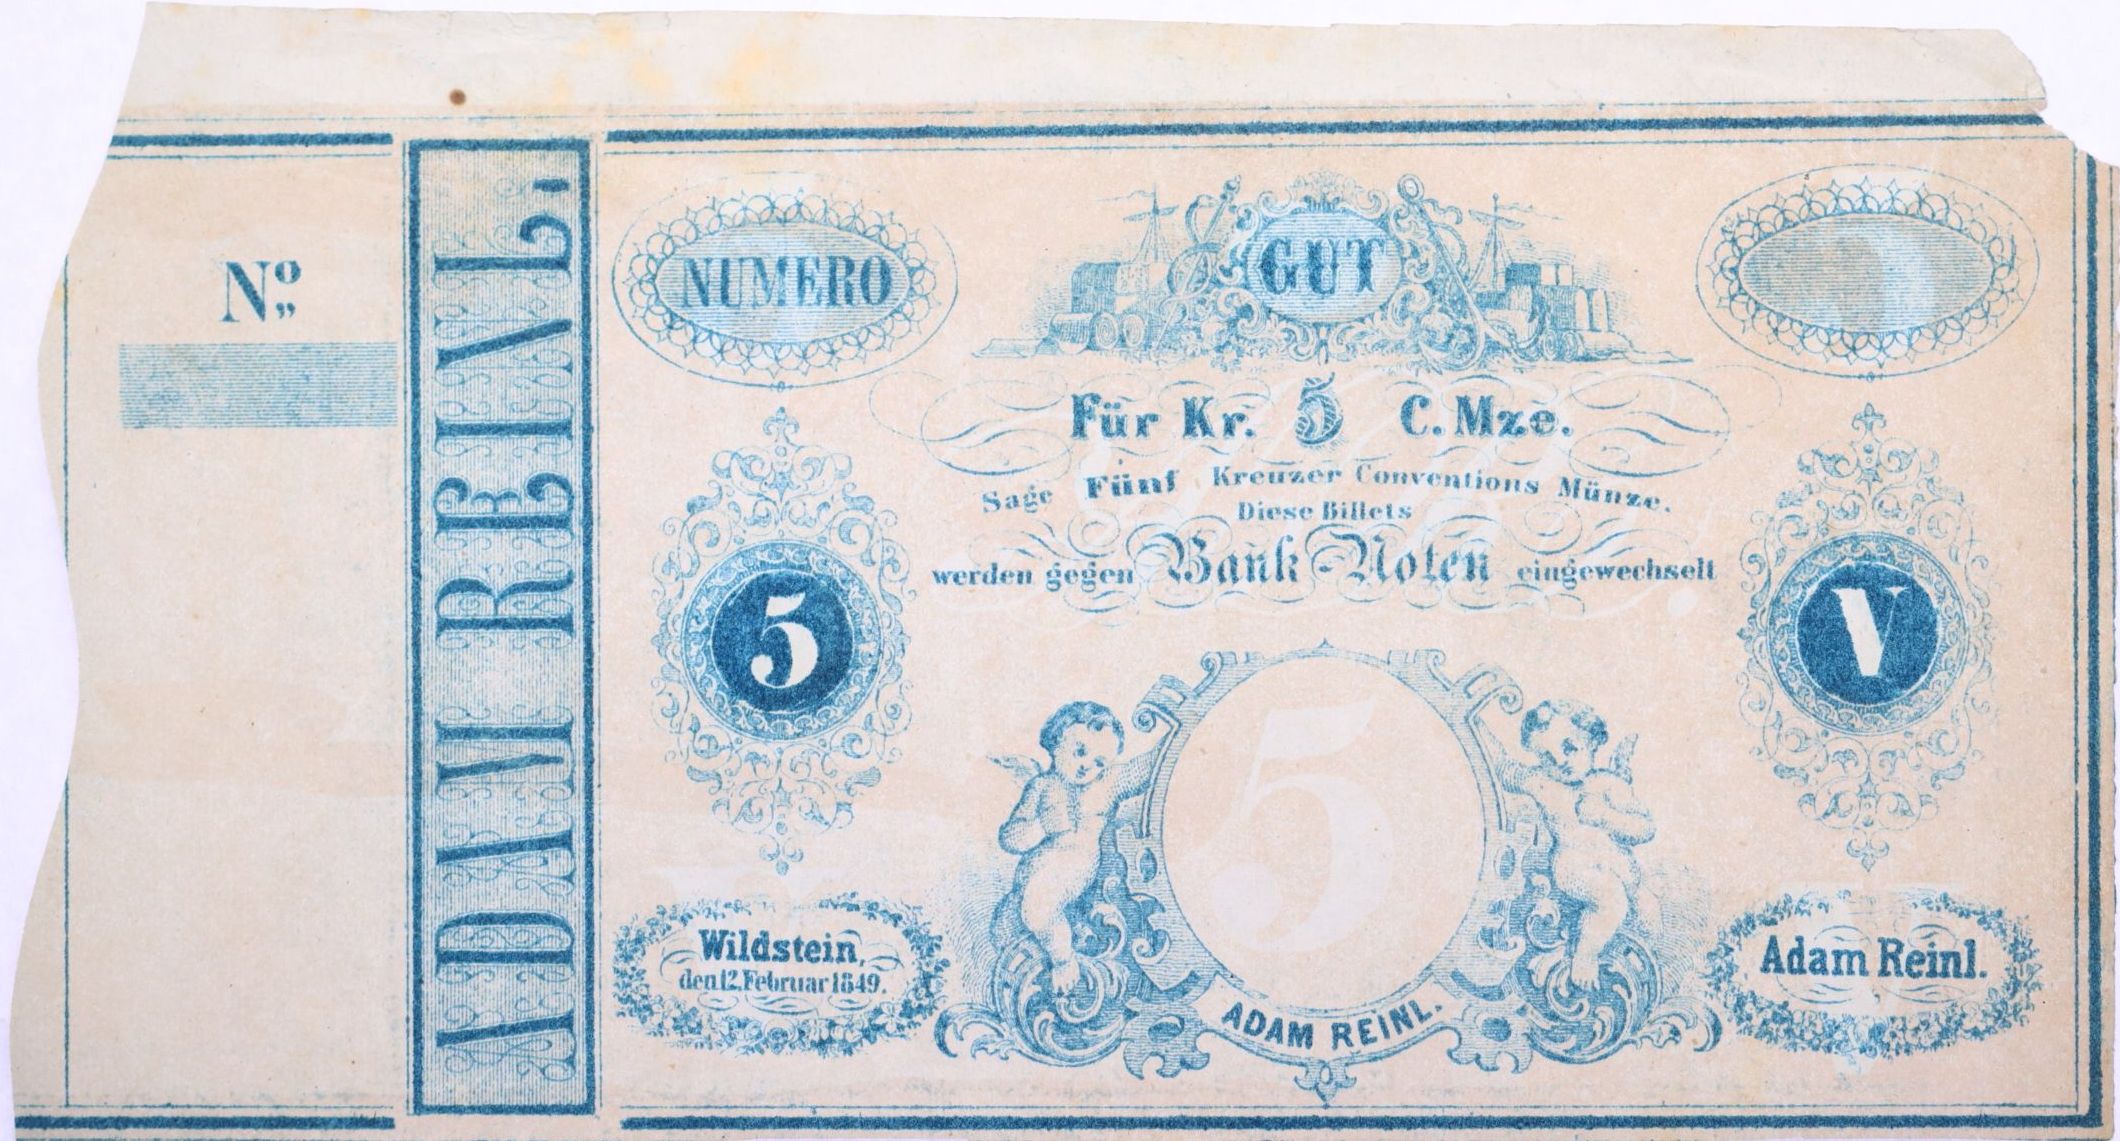 Nº
ADAM REINL.
NUMERO
GUT
Für Kr. 5 C. Mze.
Sage Fünf Kreuzer Conventions Münze.
Diese Billets
werden gegen Bank-Noten eingewechselt
5
V
5
Wildstein,
den 12. Februar 1849.
ADAM REINL.
Adam Reinl.